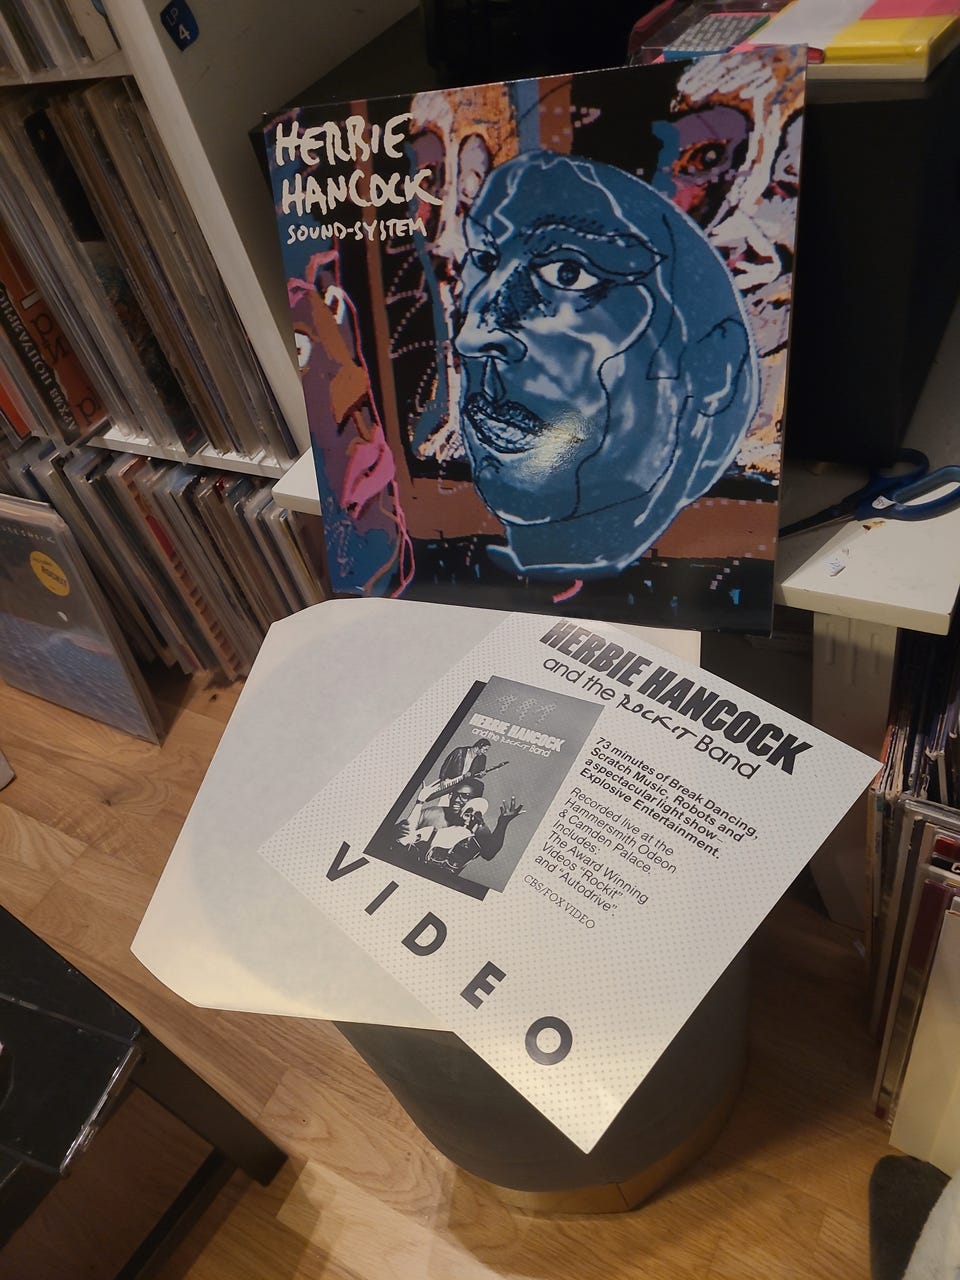 LP
4
HERBIE
HANCOCK
SOUND-SYSTEM
HERBIE HANCOCK
and the ROCKIT Band
HERBIE HANCOCK
and the ROCKIT Band
73 minutes of Break Dancing,
Scratch Music, Robots and
a spectacular light show–
Explosive Entertainment.
Recorded live at the
Hammersmith Odeon
& Camden Palace.
Includes:
The Award Winning
Videos "Rockit"
and "Autodrive".
CBS/FOX VIDEO
VIDEO